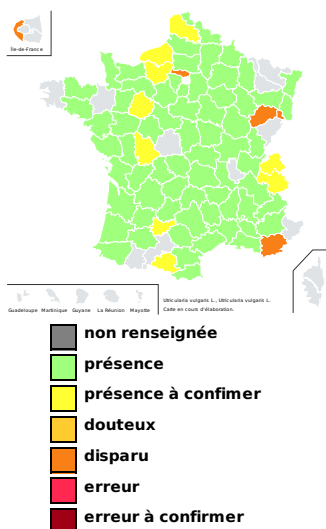 Île-de-France
Guadeloupe Martinique Guyane La Réunion Mayotte
Utricularia vulgaris L., Utricularia vulgaris L.
Carte en cours d'élaboration.
non renseignée
présence
présence à confimer
douteux
disparu
erreur
erreur à confirmer